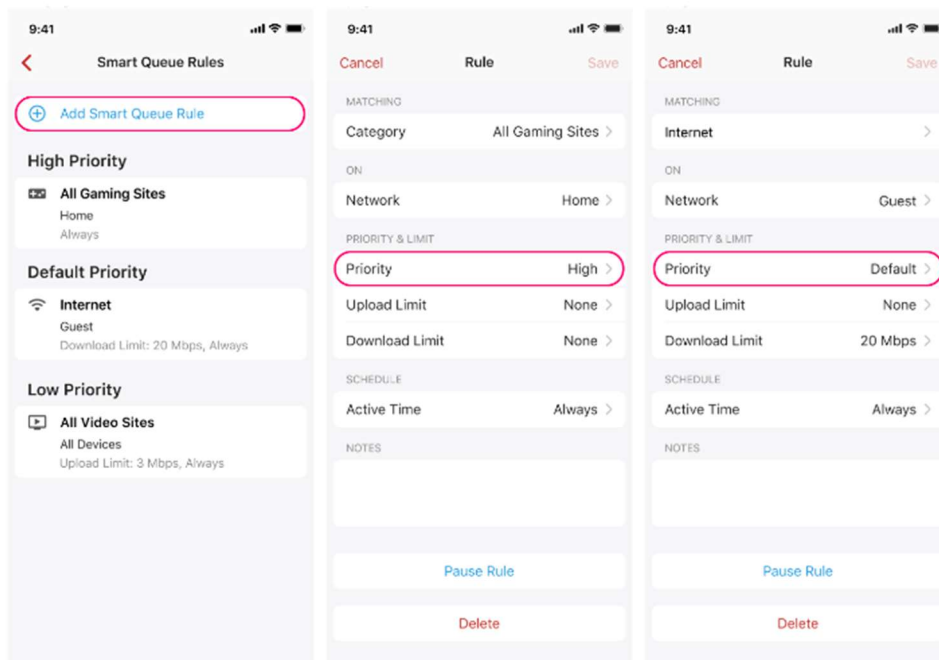 9:41
Smart Queue Rules
Add Smart Queue Rule
High Priority
All Gaming Sites
Home
Always
Default Priority
Internet
Guest
Download Limit: 20 Mbps, Always
Low Priority
All Video Sites
All Devices
Upload Limit: 3 Mbps, Always
9:41
Cancel Rule Save
MATCHING
Category All Gaming Sites
ON
Network Home
PRIORITY & LIMIT
Priority High
Upload Limit None
Download Limit None
SCHEDULE
Active Time Always
NOTES
Pause Rule
Delete
9:41
Cancel Rule Save
MATCHING
Internet
ON
Network Guest
PRIORITY & LIMIT
Priority Default
Upload Limit None
Download Limit 20 Mbps
SCHEDULE
Active Time Always
NOTES
Pause Rule
Delete